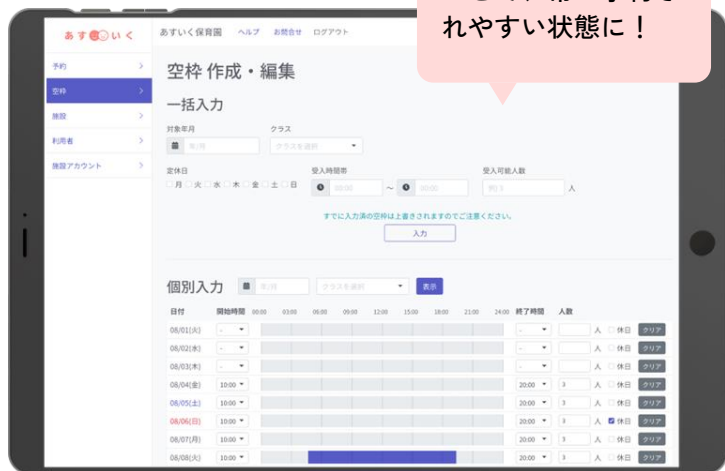 れやすい状態に！
あす いく
あすいく保育園 ヘルプ お問合せ ログアウト
予約
空枠
施設
利用者
施設アカウント
空枠 作成・編集
一括入力
対象年月 クラス
年/月 クラスを選択
定休日 受入時間帯 受入可能人数
月 火 水 木 金 土 日 00:00 ～ 00:00 人
すでに入力済の空枠は上書きされますのでご注意ください。
入力
個別入力 年/月 クラスを選択 表示
日付 開始時間 00:00 03:00 06:00 09:00 12:00 15:00 18:00 21:00 24:00 終了時間 人数
08/01(火) - - 人 休日 クリア
08/02(水) - - 人 休日 クリア
08/03(木) - - 人 休日 クリア
08/04(金) 10:00 20:00 3 人 休日 クリア
08/05(土) 10:00 20:00 3 人 休日 クリア
08/06(日) 10:00 20:00 3 人 休日 クリア
08/07(月) 10:00 20:00 3 人 休日 クリア
08/08(火) 10:00 20:00 3 人 休日 クリア